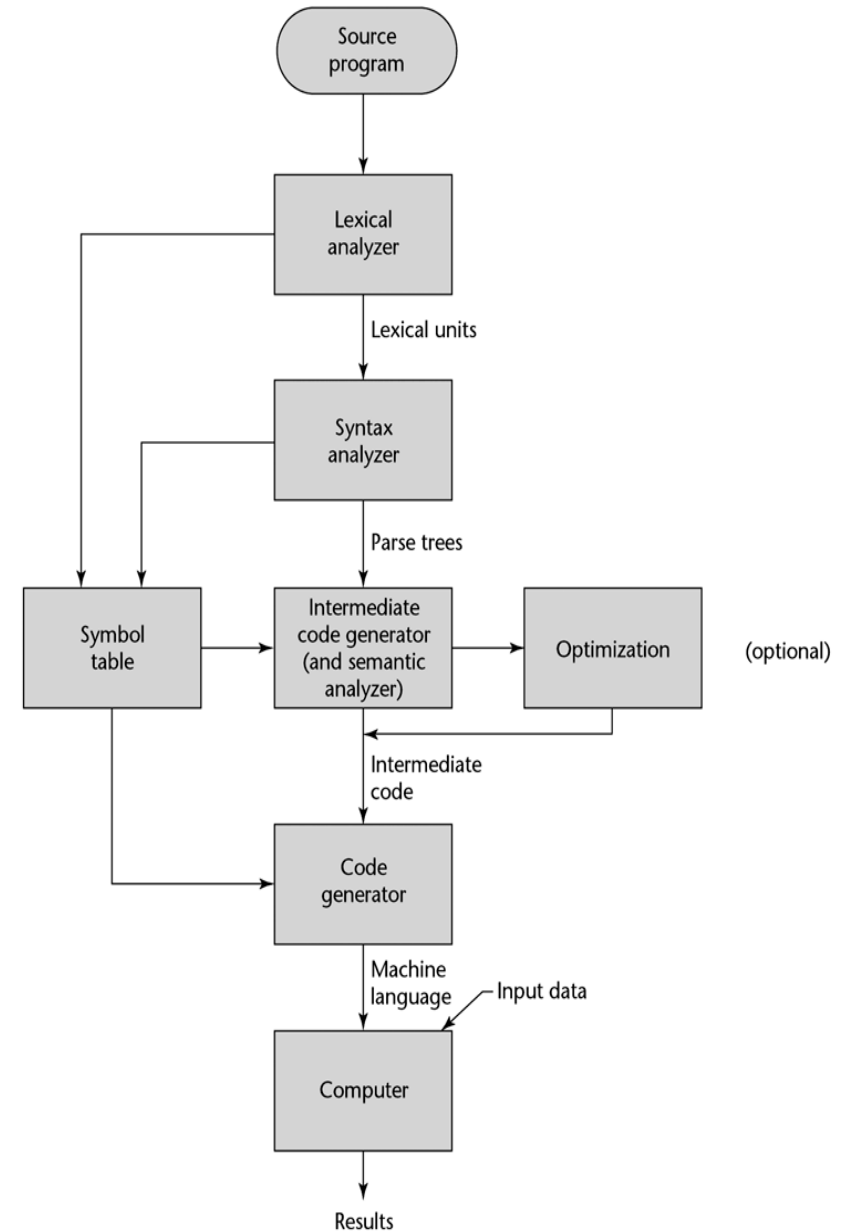 Source
program
Lexical
analyzer
Lexical units
Syntax
analyzer
Parse trees
Symbol
table
Intermediate
code generator
(and semantic
analyzer)
Optimization
(optional)
Intermediate
code
Code
generator
Machine
language
Input data
Computer
Results